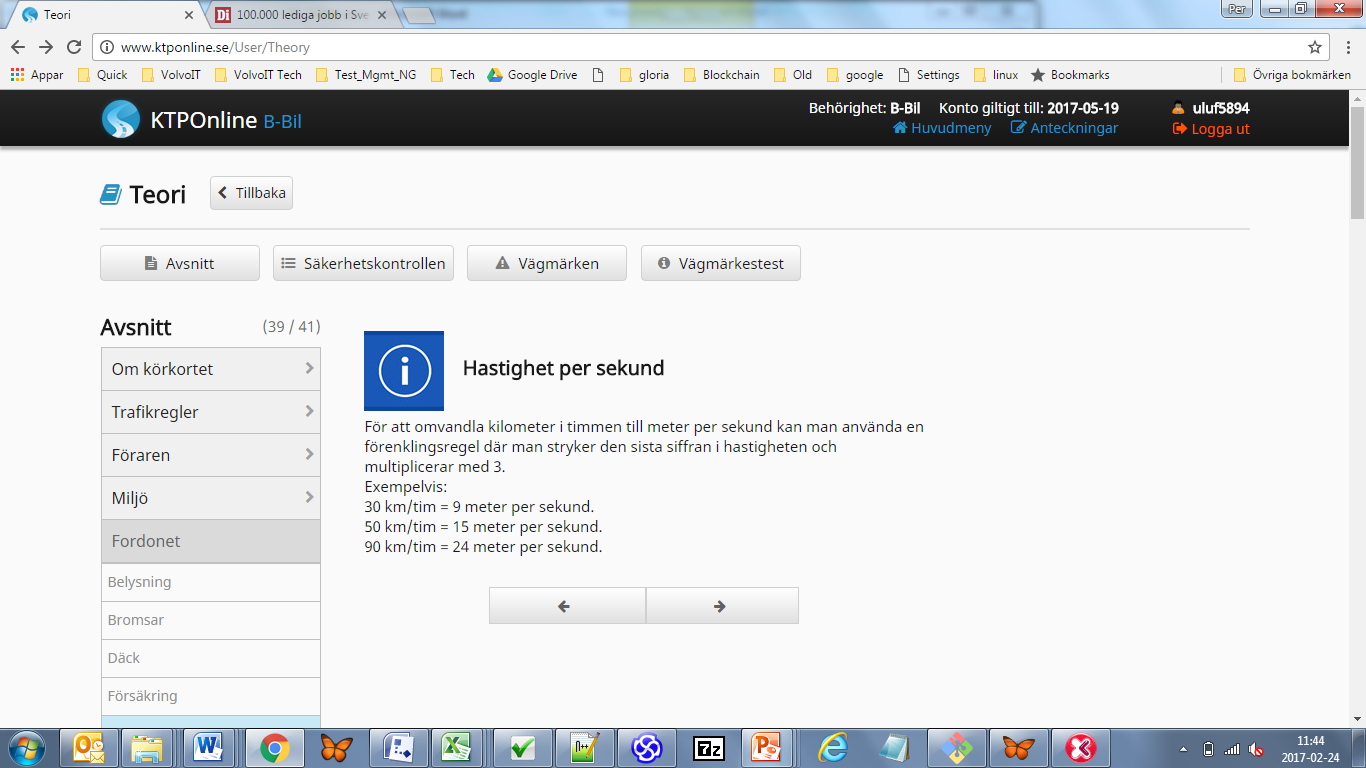 Teori
100.000 lediga jobb i Sve
Per
www.ktponline.se/User/Theory
Appar Quick VolvoIT VolvoIT Tech Test_Mgmt_NG Tech Google Drive gloria Blockchain Old google Settings linux Bookmarks Övriga bokmärken
KTPOnline B-Bil
Behörighet: B-Bil Konto giltigt till: 2017-05-19 uluf5894
Huvudmeny Anteckningar Logga ut
Teori Tillbaka
Avsnitt Säkerhetskontrollen Vägmärken Vägmärkestest
Avsnitt (39 / 41)
Om körkortet
Trafikregler
Föraren
Miljö
Fordonet
Belysning
Bromsar
Däck
Försäkring
Hastighet per sekund
För att omvandla kilometer i timmen till meter per sekund kan man använda en
förenklingsregel där man stryker den sista siffran i hastigheten och
multiplicerar med 3.
Exempelvis:
30 km/tim = 9 meter per sekund.
50 km/tim = 15 meter per sekund.
90 km/tim = 24 meter per sekund.
11:44
2017-02-24